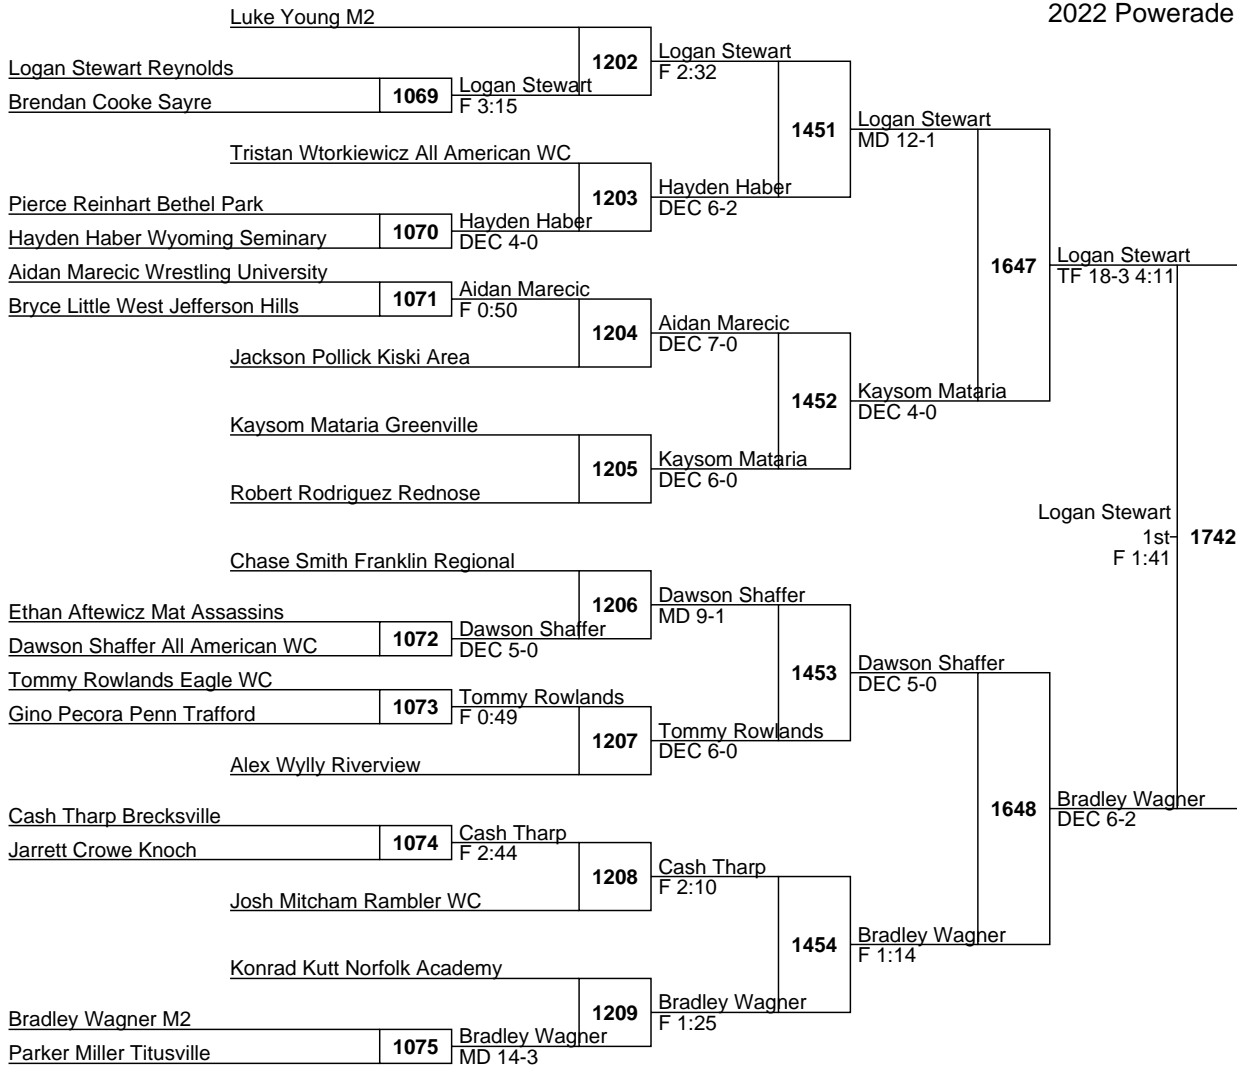 2022 Powerade
Luke Young M2
1202
Logan Stewart
F 2:32
Logan Stewart Reynolds
Brendan Cooke Sayre
1069
Logan Stewart
F 3:15
1451
Logan Stewart
MD 12-1
Tristan Wtorkiewicz All American WC
1203
Hayden Haber
DEC 6-2
Pierce Reinhart Bethel Park
Hayden Haber Wyoming Seminary
1070
Hayden Haber
DEC 4-0
1647
Logan Stewart
TF 18-3 4:11
Aidan Marecic Wrestling University
Bryce Little West Jefferson Hills
1071
Aidan Marecic
F 0:50
1204
Aidan Marecic
DEC 7-0
Jackson Pollick Kiski Area
1452
Kaysom Mataria
DEC 4-0
Kaysom Mataria Greenville
1205
Kaysom Mataria
DEC 6-0
Robert Rodriguez Rednose
Logan Stewart
1st
F 1:41
1742
Chase Smith Franklin Regional
1206
Dawson Shaffer
MD 9-1
Ethan Aftewicz Mat Assassins
Dawson Shaffer All American WC
1072
Dawson Shaffer
DEC 5-0
1453
Dawson Shaffer
DEC 5-0
Tommy Rowlands Eagle WC
Gino Pecora Penn Trafford
1073
Tommy Rowlands
F 0:49
1207
Tommy Rowlands
DEC 6-0
Alex Wylly Riverview
1648
Bradley Wagner
DEC 6-2
Cash Tharp Brecksville
Jarrett Crowe Knoch
1074
Cash Tharp
F 2:44
1208
Cash Tharp
F 2:10
Josh Mitcham Rambler WC
1454
Bradley Wagner
F 1:14
Konrad Kutt Norfolk Academy
1209
Bradley Wagner
F 1:25
Bradley Wagner M2
Parker Miller Titusville
1075
Bradley Wagner
MD 14-3